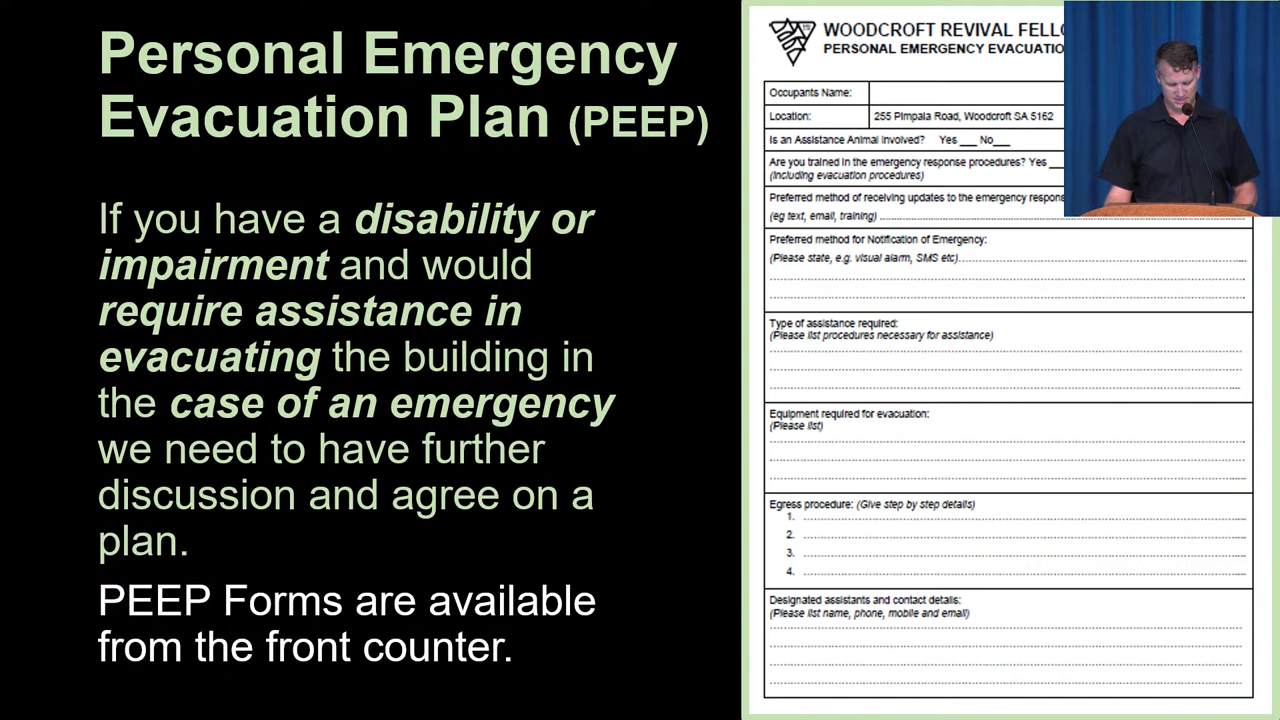 Personal Emergency
Evacuation Plan (PEEP)
If you have a disability or
impairment and would
require assistance in
evacuating the building in
the case of an emergency
we need to have further
discussion and agree on a
plan.
PEEP Forms are available
from the front counter.
WOODCROFT REVIVAL
PERSONAL EMERGENCY
Occupants Name:
Location: 255 Pimpala Road, Woodcroft SA 5162
Is an Assistance Animal involved? Yes ___ No___
Are you trained in the emergency response procedures? Yes
(Including evacuation procedures)
Preferred method of receiving updates to the emergency
(eg text, email, training)
Preferred method for Notification of Emergency:
(Please state, e.g. visual alarm, SMS etc)
Type of assistance required:
(Please list procedures necessary for assistance)
Equipment required for evacuation:
(Please list)
Egress procedure: (Give step by step details)
1.
2.
3.
4.
Designated assistants and contact details:
(Please list name, phone, mobile and email)